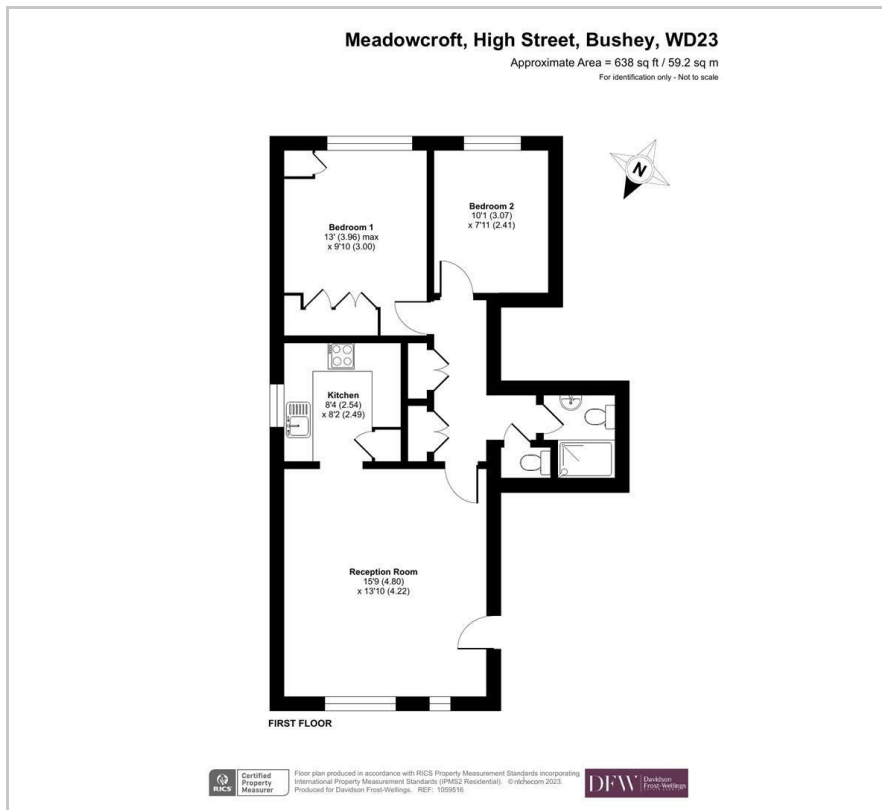 Meadowcroft, High Street, Bushey, WD23
Approximate Area = 638 sq ft / 59.2 sq m
For identification only - Not to scale
N
Bedroom 1
13' (3.96) max
x 9'10 (3.00)
Bedroom 2
10'1 (3.07)
x 7'11 (2.41)
Kitchen
8'4 (2.54)
x 8'2 (2.49)
Reception Room
15'9 (4.80)
x 13'10 (4.22)
FIRST FLOOR
RICS
Certified
Property
Measurer
Floor plan produced in accordance with RICS Property Measurement Standards incorporating
International Property Measurement Standards (IPMS2 Residential). © nichecom 2023.
Produced for Davidson Frost-Wellings. REF: 1059516
DFW
Davidson
Frost-Wellings